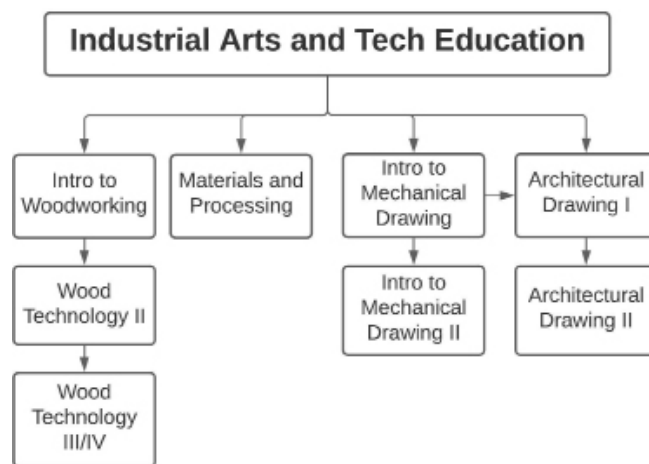 Industrial Arts and Tech Education
Intro to
Woodworking
Materials and
Processing
Intro to
Mechanical
Drawing
Architectural
Drawing I
Wood
Technology II
Intro to
Mechanical
Drawing II
Architectural
Drawing II
Wood
Technology
III/IV